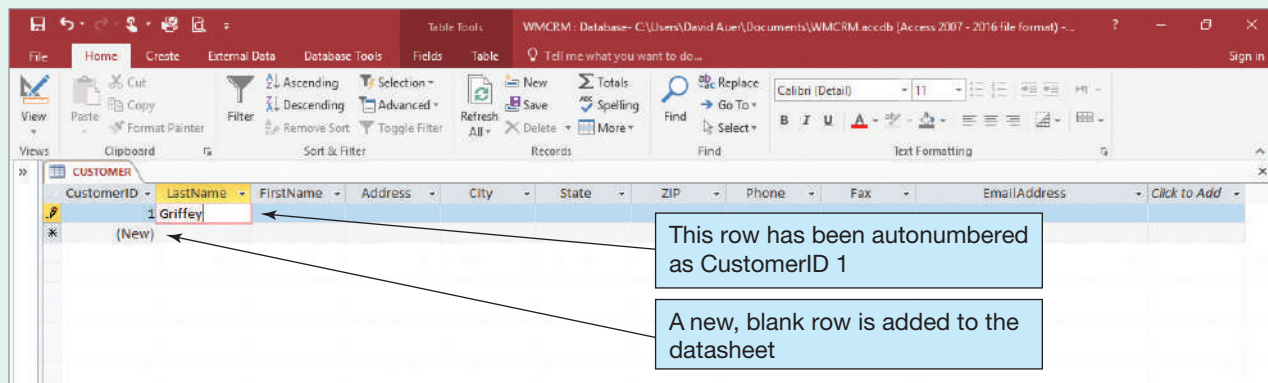 Table Tools WMCRM : Database- C:\Users\David Auer\Documents\WMCRM.accdb (Access 2007 - 2016 file format) -... ?
File Home Create External Data Database Tools Fields Table Tell me what you want to do... Sign in
View
Paste
Cut
Copy
Format Painter
Filter
Ascending
Descending
Remove Sort
Selection
Advanced
Toggle Filter
Refresh
All
New
Save
Delete
Totals
Spelling
More
Find
Replace
Go To
Select
Calibri (Detail) 11
B I U A
Views Clipboard Sort & Filter Records Find Text Formatting
CUSTOMER
CustomerID LastName FirstName Address City State ZIP Phone Fax EmailAddress Click to Add
1 Griffey
(New)
This row has been autonumbered
as CustomerID 1
A new, blank row is added to the
datasheet